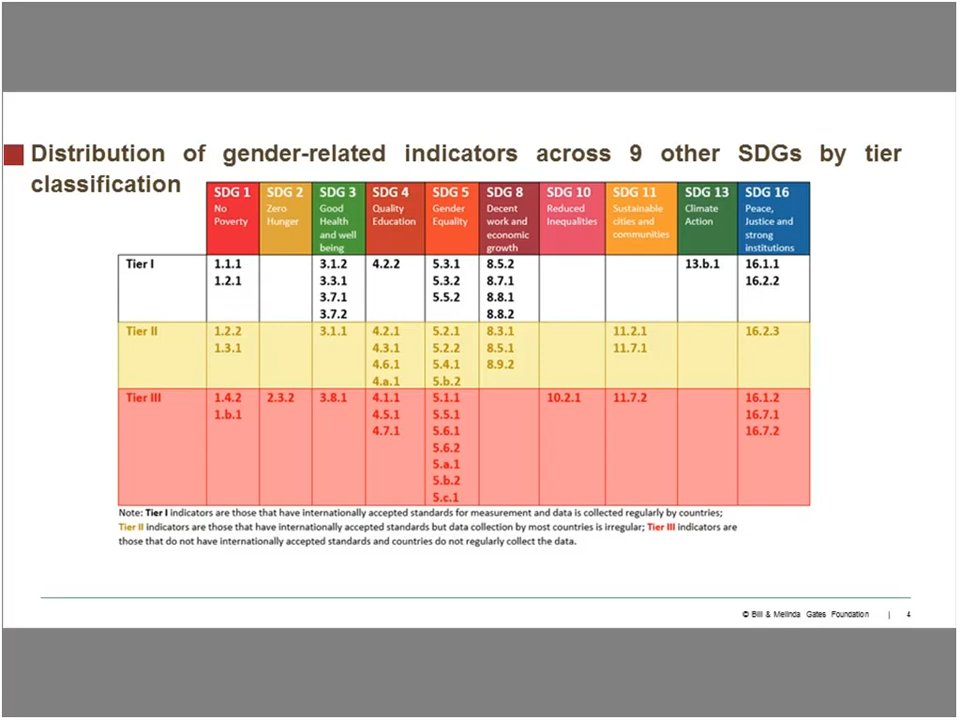 Distribution of gender-related indicators across 9 other SDGs by tier
classification
SDG 1
No
Poverty
SDG 2
Zero
Hunger
SDG 3
Good
Health
and well
being
SDG 4
Quality
Education
SDG 5
Gender
Equality
SDG 8
Decent
work and
economic
growth
SDG 10
Reduced
Inequalities
SDG 11
Sustainable
cities and
communities
SDG 13
Climate
Action
SDG 16
Peace,
Justice and
strong
institutions
Tier I
1.1.1
1.2.1
3.1.2
3.3.1
3.7.1
3.7.2
4.2.2
5.3.1
5.3.2
5.5.2
8.5.2
8.7.1
8.8.1
8.8.2
13.b.1
16.1.1
16.2.2
Tier II
1.2.2
1.3.1
3.1.1
4.2.1
4.3.1
4.6.1
4.a.1
5.2.1
5.2.2
5.4.1
5.b.2
8.3.1
8.5.1
8.9.2
11.2.1
11.7.1
16.2.3
Tier III
1.4.2
1.b.1
2.3.2
3.8.1
4.1.1
4.5.1
4.7.1
5.1.1
5.5.1
5.6.1
5.6.2
5.a.1
5.b.2
5.c.1
10.2.1
11.7.2
16.1.2
16.7.1
16.7.2
Note: Tier I indicators are those that have internationally accepted standards for measurement and data is collected regularly by countries;
Tier II indicators are those that have internationally accepted standards but data collection by most countries is irregular; Tier III indicators are
those that do not have internationally accepted standards and countries do not regularly collect the data.
© Bill & Melinda Gates Foundation | 4